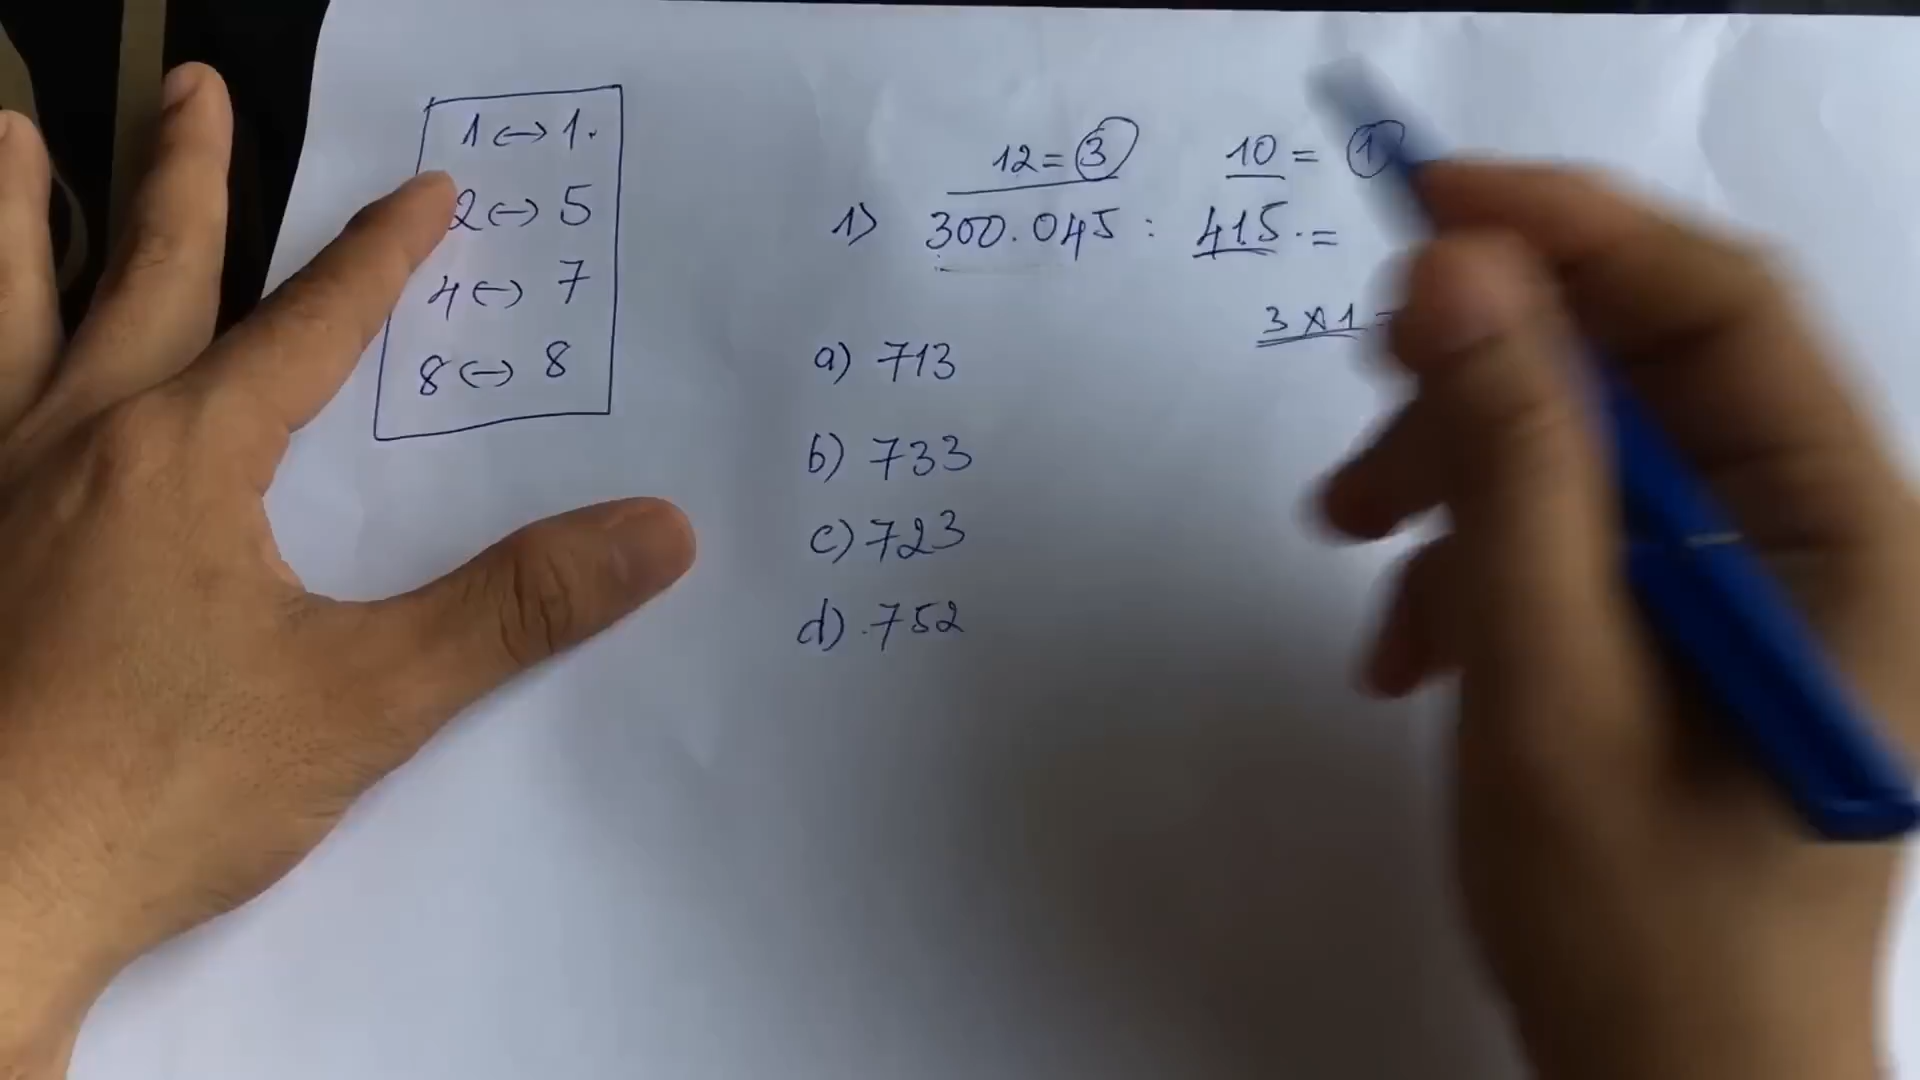 1 ↔ 1.
2 ↔ 5
4 ↔ 7
8 ↔ 8
12 = 3 10 = 1
1) 300.045 : 415 · =
3 x 1 =
a) 713
b) 733
c) 723
d) 752